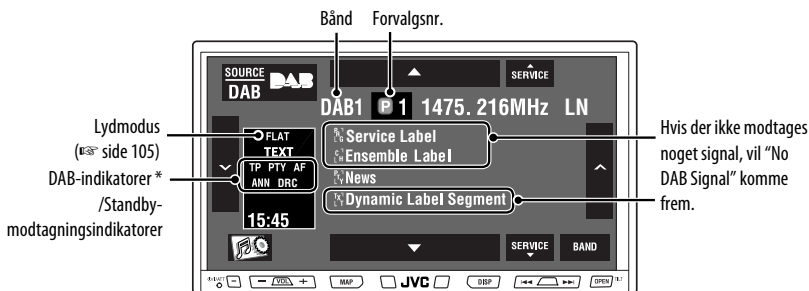 Bånd
Forvalgsnr.
SOURCE
DAB
DAB
SERVICE
DAB1 P 1 1475.216MHz LN
Lydmodus
(☞ side 105)
DAB-indikatorer *
/Standby-
modtagningsindikatorer
FLAT
TEXT
TP PTY AF
ANN DRC
15:45
Service Label
Ensemble Label
News
Dynamic Label Segment
Hvis der ikke modtages
noget signal, vil "No
DAB Signal" komme
frem.
SERVICE
BAND
VOL
MAP
JVC
DISP
OPEN